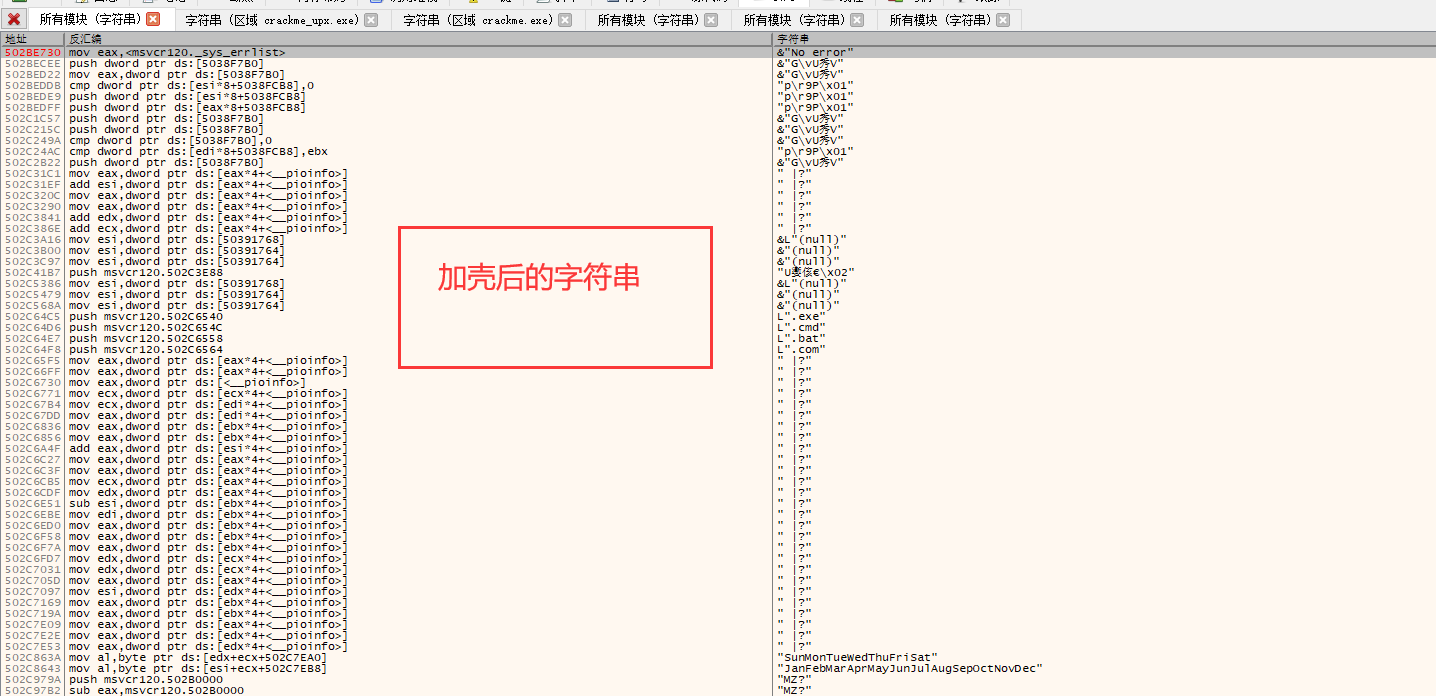 所有模块（字符串） 字符串（区域 crackme_upx.exe） 字符串（区域 crackme.exe） 所有模块（字符串） 所有模块（字符串） 所有模块（字符串）
地址 反汇编 字符串
502BE730 mov eax,<msvcr120._sys_errlist> &"No error"
502BECEE push dword ptr ds:[5038F7B0] &"G\vU秀V"
502BED22 mov eax,dword ptr ds:[5038F7B0] &"G\vU秀V"
502BEDDB cmp dword ptr ds:[esi*8+5038FCB8],0 "p\r9P\x01"
502BEDE9 push dword ptr ds:[esi*8+5038FCB8] "p\r9P\x01"
502BEDFF push dword ptr ds:[eax*8+5038FCB8] "p\r9P\x01"
502C1C57 push dword ptr ds:[5038F7B0] &"G\vU秀V"
502C215C push dword ptr ds:[5038F7B0] &"G\vU秀V"
502C249A cmp dword ptr ds:[5038F7B0],0 &"G\vU秀V"
502C24AC cmp dword ptr ds:[edi*8+5038FCB8],ebx "p\r9P\x01"
502C2B22 push dword ptr ds:[5038F7B0] &"G\vU秀V"
502C31C1 mov eax,dword ptr ds:[eax*4+<__pioinfo>] " |?"
502C31EF add esi,dword ptr ds:[eax*4+<__pioinfo>] " |?"
502C320C mov eax,dword ptr ds:[eax*4+<__pioinfo>] " |?"
502C3290 mov eax,dword ptr ds:[eax*4+<__pioinfo>] " |?"
502C3841 add edx,dword ptr ds:[eax*4+<__pioinfo>] " |?"
502C386E add ecx,dword ptr ds:[eax*4+<__pioinfo>] " |?"
502C3A16 mov esi,dword ptr ds:[50391768] &L"(null)"
502C3B00 mov esi,dword ptr ds:[50391764] &"(null)"
502C3C97 mov esi,dword ptr ds:[50391764] &"(null)"
502C41B7 push msvcr120.502C3E88
502C5386 mov esi,dword ptr ds:[50391768] &L"(null)"
502C5479 mov esi,dword ptr ds:[50391764] &"(null)"
502C568A mov esi,dword ptr ds:[50391764] &"(null)"
502C64C5 push msvcr120.502C6540 L".exe"
502C64D6 push msvcr120.502C654C L".cmd"
502C64E7 push msvcr120.502C6558 L".bat"
502C64F8 push msvcr120.502C6564 L".com"
502C65F5 mov eax,dword ptr ds:[eax*4+<__pioinfo>] " |?"
502C66FF mov eax,dword ptr ds:[eax*4+<__pioinfo>] " |?"
502C6730 mov eax,dword ptr ds:[<__pioinfo>] " |?"
502C6771 mov ecx,dword ptr ds:[ecx*4+<__pioinfo>] " |?"
502C67B4 mov ecx,dword ptr ds:[edi*4+<__pioinfo>] " |?"
502C67DD mov eax,dword ptr ds:[edi*4+<__pioinfo>] " |?"
502C6836 mov eax,dword ptr ds:[ebx*4+<__pioinfo>] " |?"
502C6856 mov eax,dword ptr ds:[ebx*4+<__pioinfo>] " |?"
502C6A4F add eax,dword ptr ds:[esi*4+<__pioinfo>] " |?"
502C6C27 mov eax,dword ptr ds:[eax*4+<__pioinfo>] " |?"
502C6C3F mov eax,dword ptr ds:[eax*4+<__pioinfo>] " |?"
502C6CB5 mov ecx,dword ptr ds:[eax*4+<__pioinfo>] " |?"
502C6CDF mov edx,dword ptr ds:[eax*4+<__pioinfo>] " |?"
502C6E51 sub esi,dword ptr ds:[ebx*4+<__pioinfo>] " |?"
502C6EBE mov edi,dword ptr ds:[ebx*4+<__pioinfo>] " |?"
502C6ED0 mov eax,dword ptr ds:[ebx*4+<__pioinfo>] " |?"
502C6F58 mov eax,dword ptr ds:[ebx*4+<__pioinfo>] " |?"
502C6F7A mov eax,dword ptr ds:[ebx*4+<__pioinfo>] " |?"
502C6FD7 mov edx,dword ptr ds:[ecx*4+<__pioinfo>] " |?"
502C7031 mov edx,dword ptr ds:[ecx*4+<__pioinfo>] " |?"
502C705D mov eax,dword ptr ds:[eax*4+<__pioinfo>] " |?"
502C7097 mov esi,dword ptr ds:[edx*4+<__pioinfo>] " |?"
502C7169 mov eax,dword ptr ds:[ebx*4+<__pioinfo>] " |?"
502C719A mov eax,dword ptr ds:[ebx*4+<__pioinfo>] " |?"
502C7E09 mov eax,dword ptr ds:[eax*4+<__pioinfo>] " |?"
502C7E2E mov eax,dword ptr ds:[edx*4+<__pioinfo>] " |?"
502C7E53 mov eax,dword ptr ds:[edx*4+<__pioinfo>] " |?"
502C863A mov al,byte ptr ds:[edx+ecx+502C7EA0] "SunMonTueWedThuFriSat"
502C8643 mov al,byte ptr ds:[esi+ecx+502C7EB8] "JanFebMarAprMayJunJulAugSepOctNovDec"
502C979A push msvcr120.502B0000 "MZ?"
502C97B2 sub eax,msvcr120.502B0000 "MZ?"
加壳后的字符串